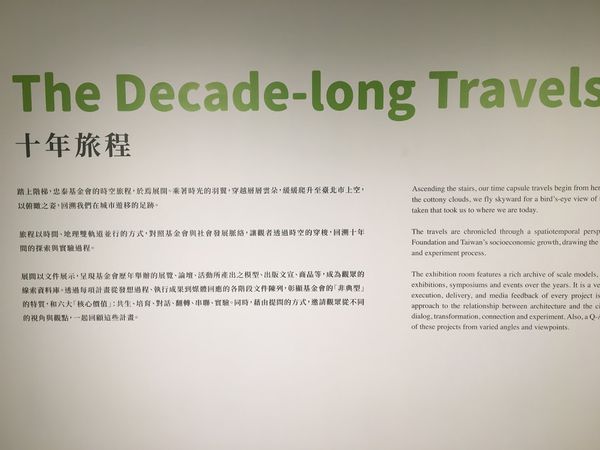 The Decade-long Travels
十年旅程
踏上階梯，忠泰基金會的時空旅程，於焉展開。乘著時光的羽翼，穿越層層雲朵，緩緩爬升至臺北市上空，
以俯瞰之姿，回溯我們在城市遊移的足跡。
旅程以時間、地理雙軌道並行的方式，對照基金會與社會發展脈絡，讓觀者透過時空的穿梭，回溯十年
間的探索與實驗過程。
展間以文件展示，呈現基金會歷年舉辦的展覽、論壇、活動所產出之模型、出版文宣、商品等，成為觀眾的
線索資料庫。透過每項計畫從發想過程、執行成果到媒體回應的各階段文件陳列，彰顯基金會的「非典型」
的特質，和六大「核心價值」：共生、培育、對話、翻轉、串聯、實驗。同時，藉由提問的方式，邀請觀眾從不同
的視角與觀點，一起回顧這些計畫。
Ascending the stairs, our time capsule travels begin from her
the cottony clouds, we fly skyward for a bird's-eye view of
taken that took us to where we are today.
The travels are chronicled through a spatiotemporal persp
Foundation and Taiwan's socioeconomic growth, drawing the
and experiment process.
The exhibition room features a rich archive of scale models,
exhibitions, symposiums and events over the years. It is a ve
execution, delivery, and media feedback of every project is
approach to the relationship between architecture and the ci
dialog, transformation, connection and experiment. Also, a Q-A
of these projects from varied angles and viewpoints.